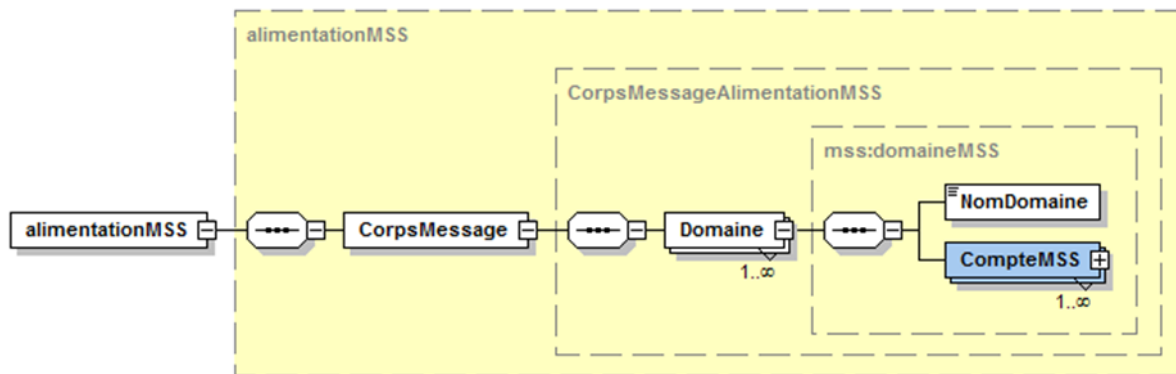 alimentationMSS
CorpsMessageAlimentationMSS
mss:domaineMSS
alimentationMSS
CorpsMessage
Domaine
1..∞
NomDomaine
CompteMSS
1..∞